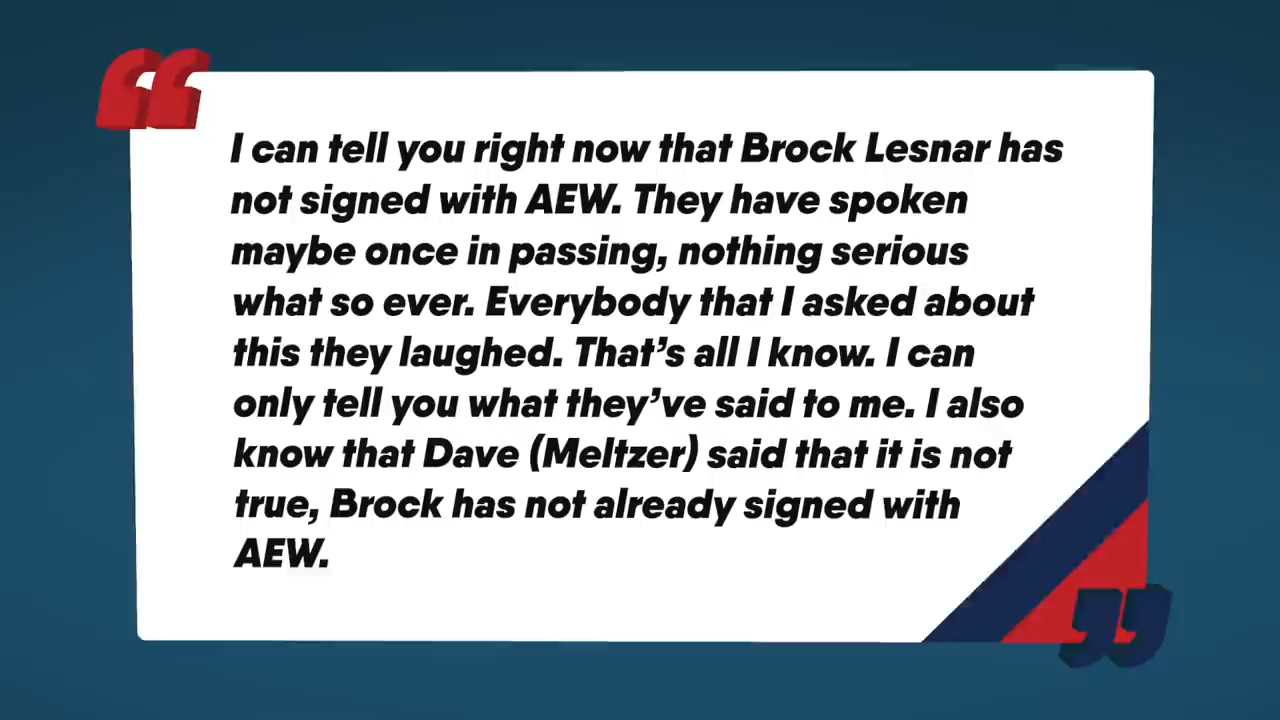 I can tell you right now that Brock Lesnar has
not signed with AEW. They have spoken
maybe once in passing, nothing serious
what so ever. Everybody that I asked about
this they laughed. That's all I know. I can
only tell you what they've said to me. I also
know that Dave (Meltzer) said that it is not
true, Brock has not already signed with
AEW.